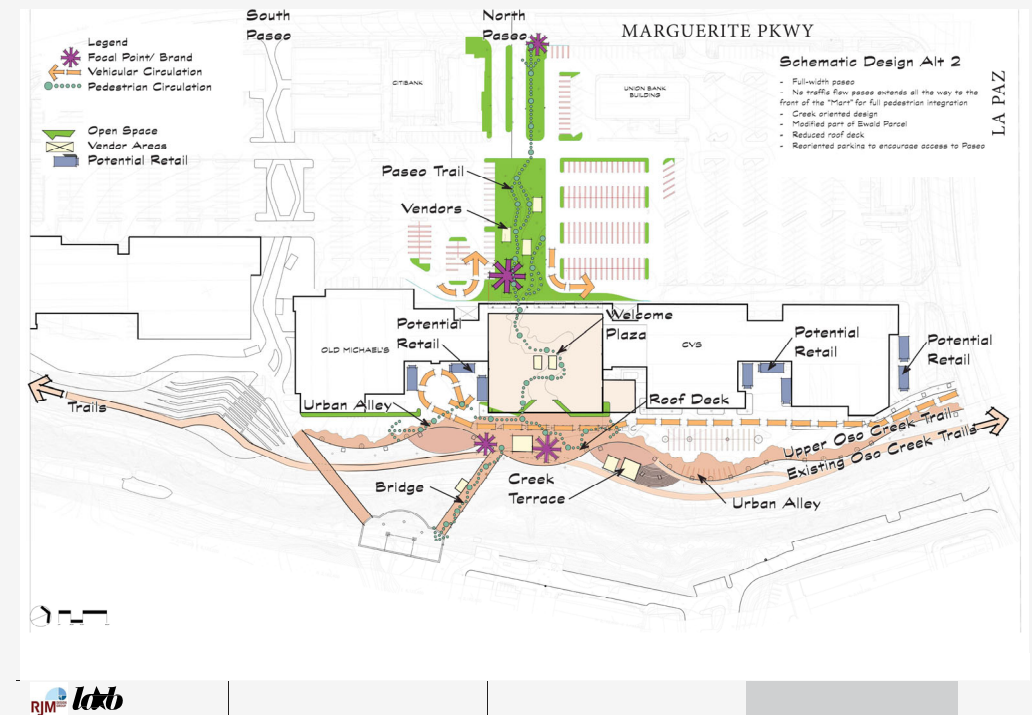 South
Paseo
North
Paseo
MARGUERITE PKWY
LA PAZ
Legend
Focal Point/ Brand
Vehicular Circulation
Pedestrian Circulation
Open Space
Vendor Areas
Potential Retail
CITIBANK
UNION BANK
BUILDING
Schematic Design Alt 2
- Full-width paseo
- No traffic flow paseo extends all the way to the
front of the "Mart" for full pedestrian integration
- Creek oriented design
- Modified part of Ewald Parcel
- Reduced roof deck
- Reoriented parking to encourage access to Paseo
Paseo Trail
Vendors
Welcome
Plaza
Potential
Retail
OLD MICHAEL'S
CVS
Potential
Retail
Potential
Retail
Trails
Urban Alley
Roof Deck
Upper Oso Creek Trail
Existing Oso Creek Trails
Bridge
Creek
Terrace
Urban Alley
RJM